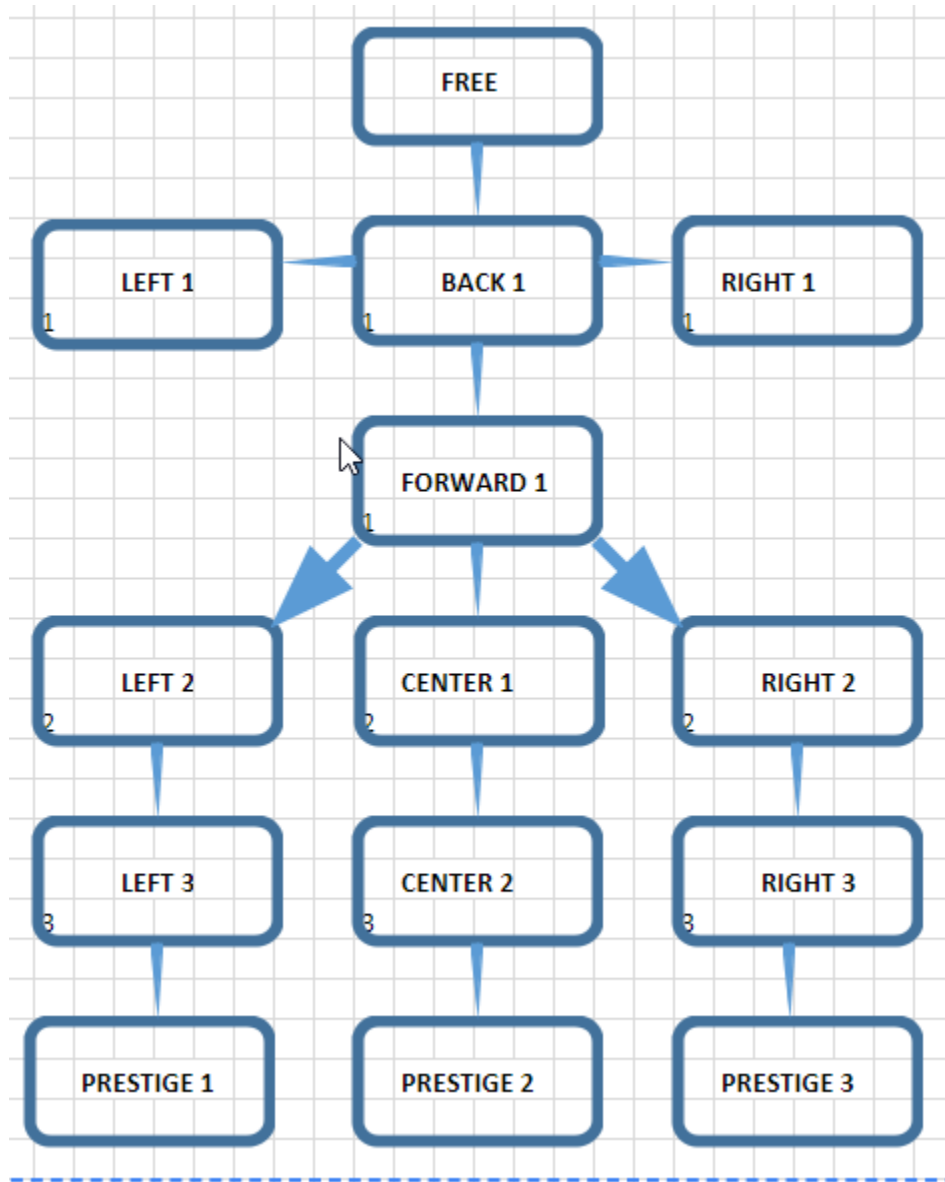 FREE
LEFT 1
1
BACK 1
1
RIGHT 1
1
FORWARD 1
1
LEFT 2
2
CENTER 1
2
RIGHT 2
2
LEFT 3
3
CENTER 2
3
RIGHT 3
3
PRESTIGE 1
PRESTIGE 2
PRESTIGE 3